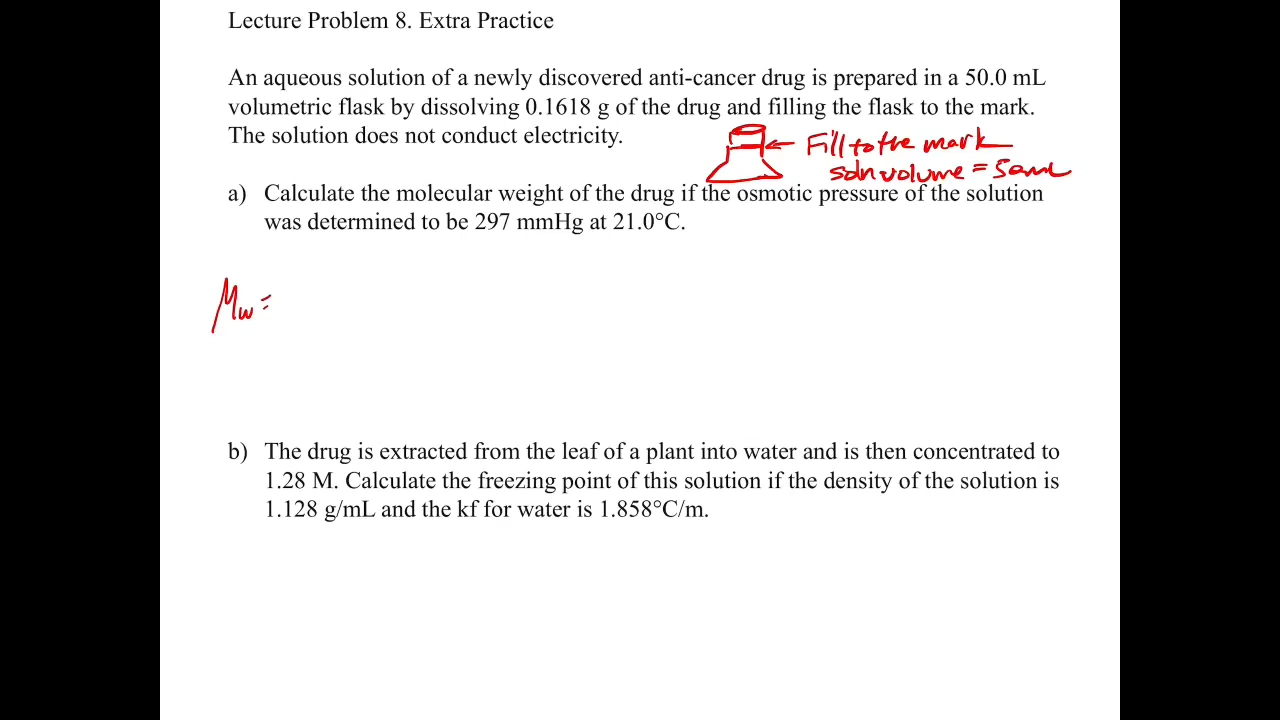 Lecture Problem 8. Extra Practice
An aqueous solution of a newly discovered anti-cancer drug is prepared in a 50.0 mL
volumetric flask by dissolving 0.1618 g of the drug and filling the flask to the mark.
The solution does not conduct electricity.
Fill to the mark
soln volume = 50mL
a) Calculate the molecular weight of the drug if the osmotic pressure of the solution
was determined to be 297 mmHg at 21.0°C.
Mw =
b) The drug is extracted from the leaf of a plant into water and is then concentrated to
1.28 M. Calculate the freezing point of this solution if the density of the solution is
1.128 g/mL and the kf for water is 1.858°C/m.